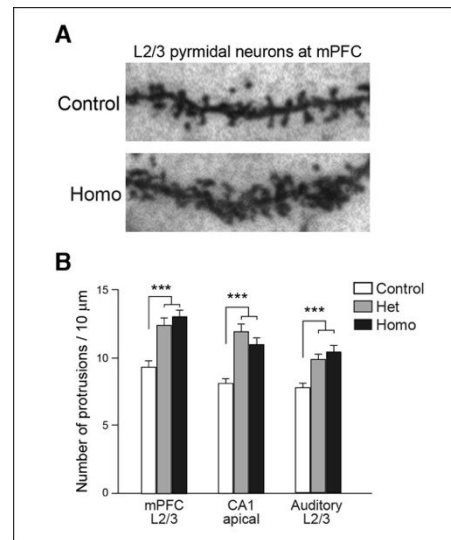 A
L2/3 pyrmidal neurons at mPFC
Control
Homo
B
Control
Het
Homo
***
***
***
Number of protrusions / 10 μm
15
10
5
0
mPFC
L2/3
CA1
apical
Auditory
L2/3